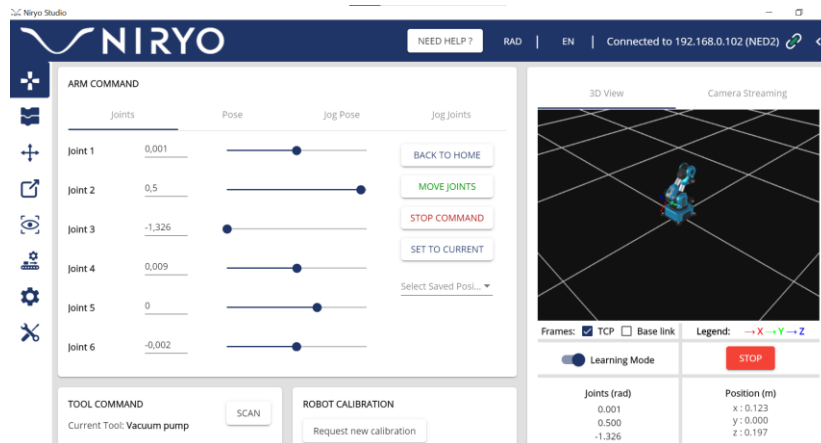 Niryo Studio
NIRYO
NEED HELP ?
RAD | EN | Connected to 192.168.0.102 (NED2)
ARM COMMAND
Joints Pose Jog Pose Jog Joints
Joint 1 0,001
Joint 2 0,5
Joint 3 -1,326
Joint 4 0,009
Joint 5 0
Joint 6 -0,002
BACK TO HOME
MOVE JOINTS
STOP COMMAND
SET TO CURRENT
Select Saved Posi...
TOOL COMMAND
Current Tool: Vacuum pump
SCAN
ROBOT CALIBRATION
Request new calibration
3D View Camera Streaming
Frames: TCP Base link Legend: → X → Y → Z
Learning Mode STOP
Joints (rad)
0.001
0.500
-1.326
Position (m)
x : 0.123
y : 0.000
z : 0.197